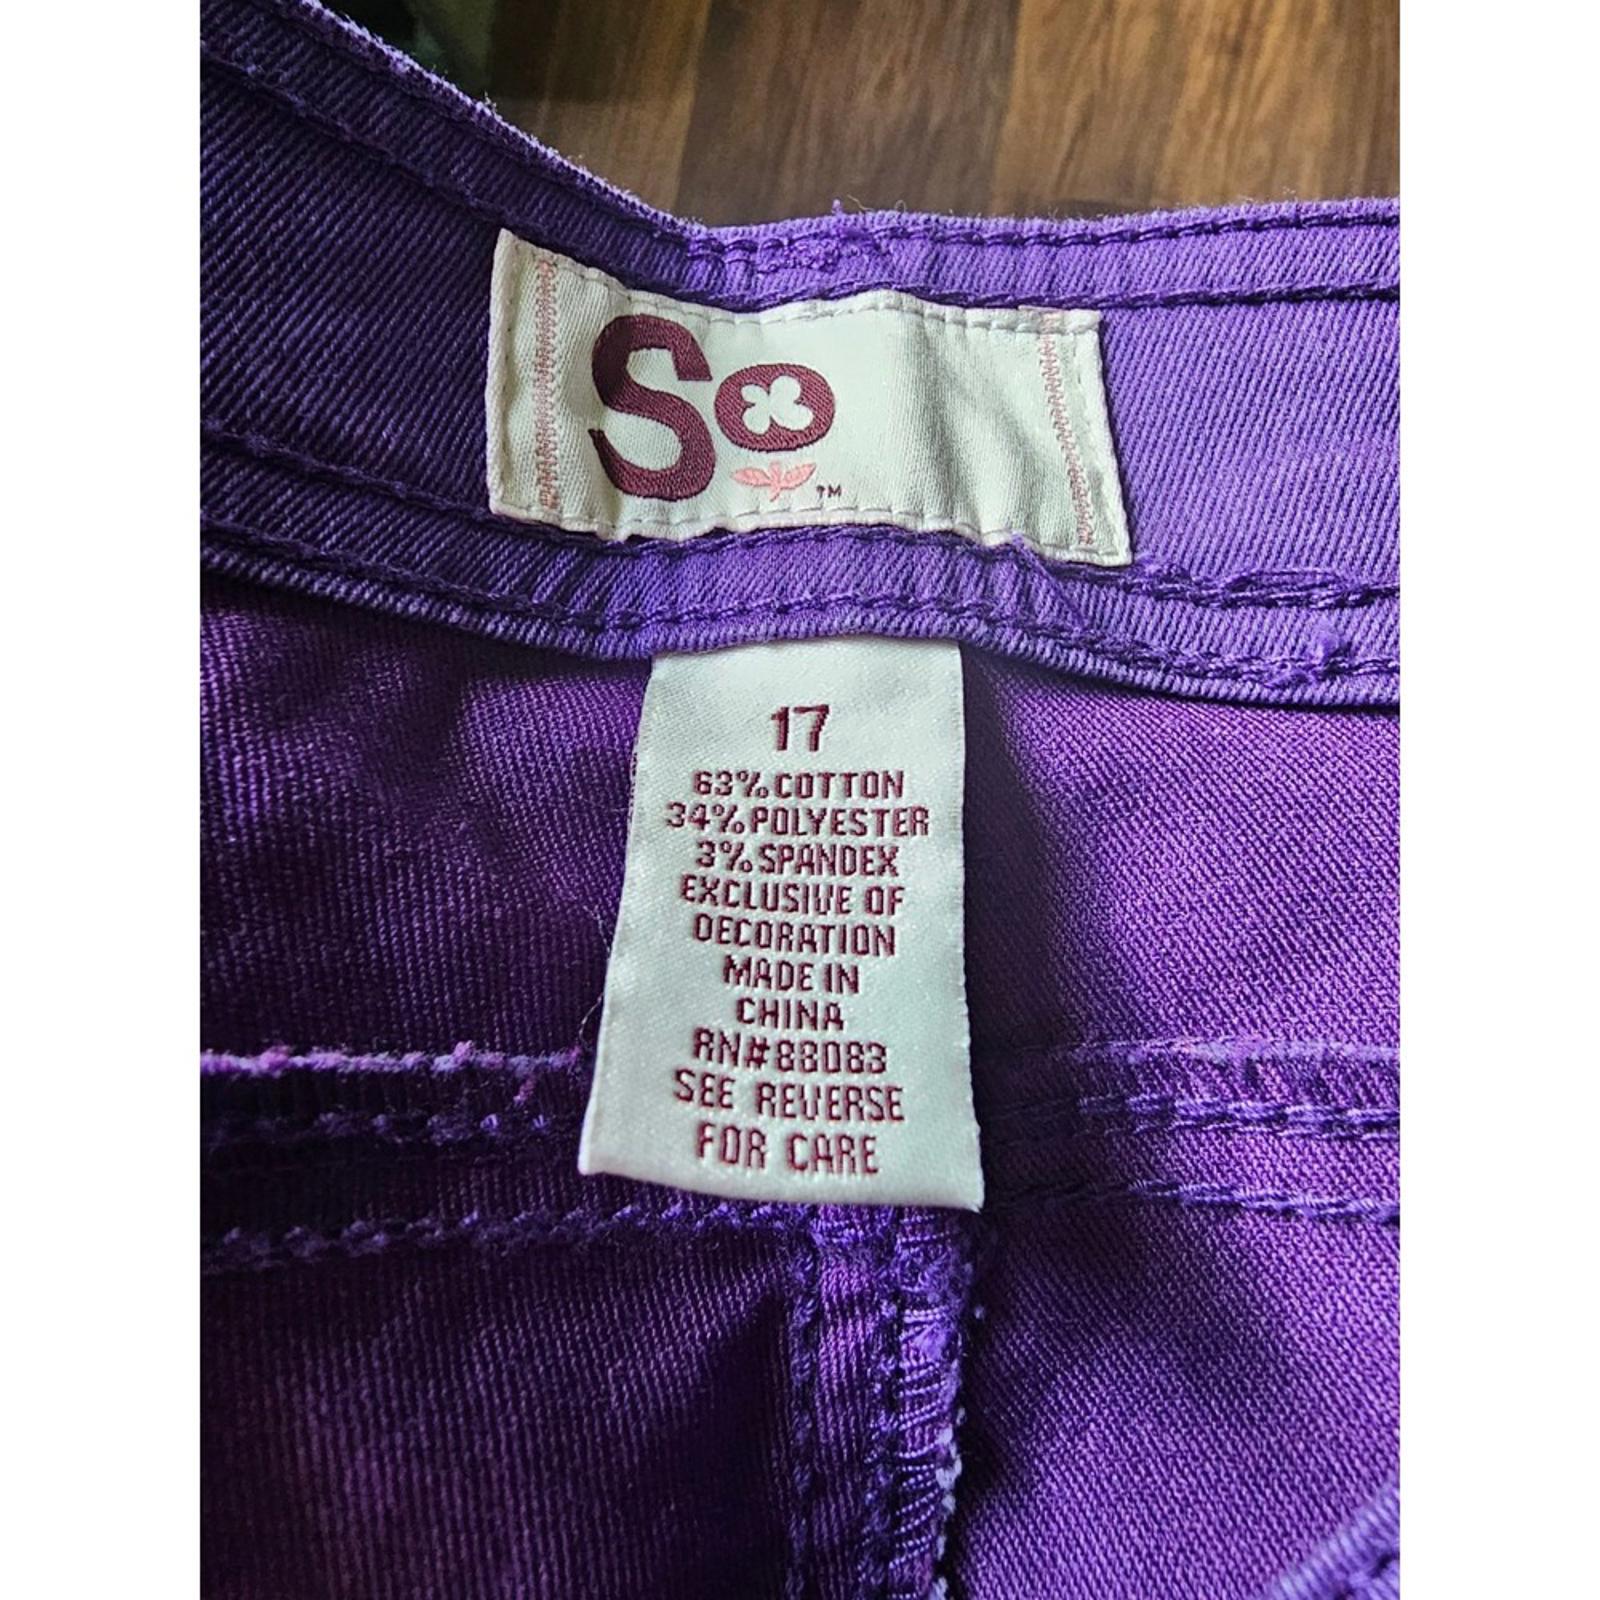 So
TM
17
63% COTTON
34% POLYESTER
3% SPANDEX
EXCLUSIVE OF
DECORATION
MADE IN
CHINA
RN#88083
SEE REVERSE
FOR CARE